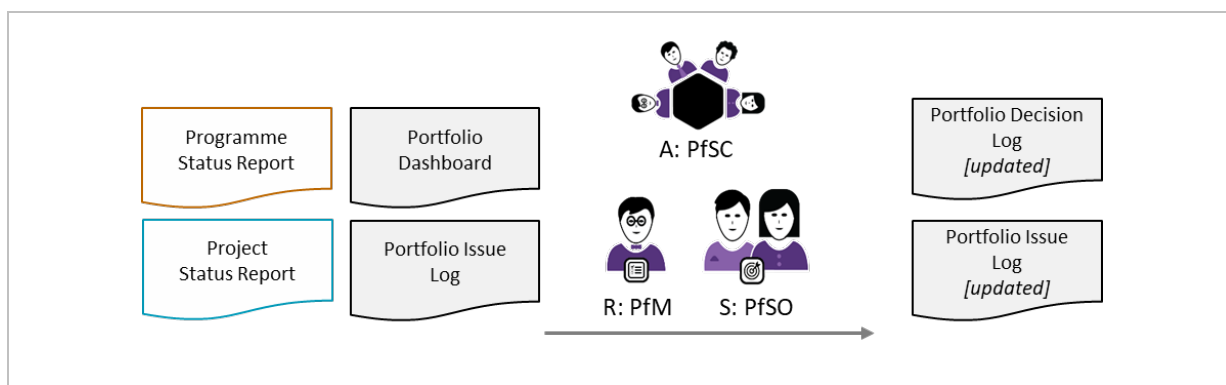 Programme
Status Report
Portfolio
Dashboard
Project
Status Report
Portfolio Issue
Log
A: PfSC
R: PfM
S: PfSO
Portfolio Decision
Log
[updated]
Portfolio Issue
Log
[updated]